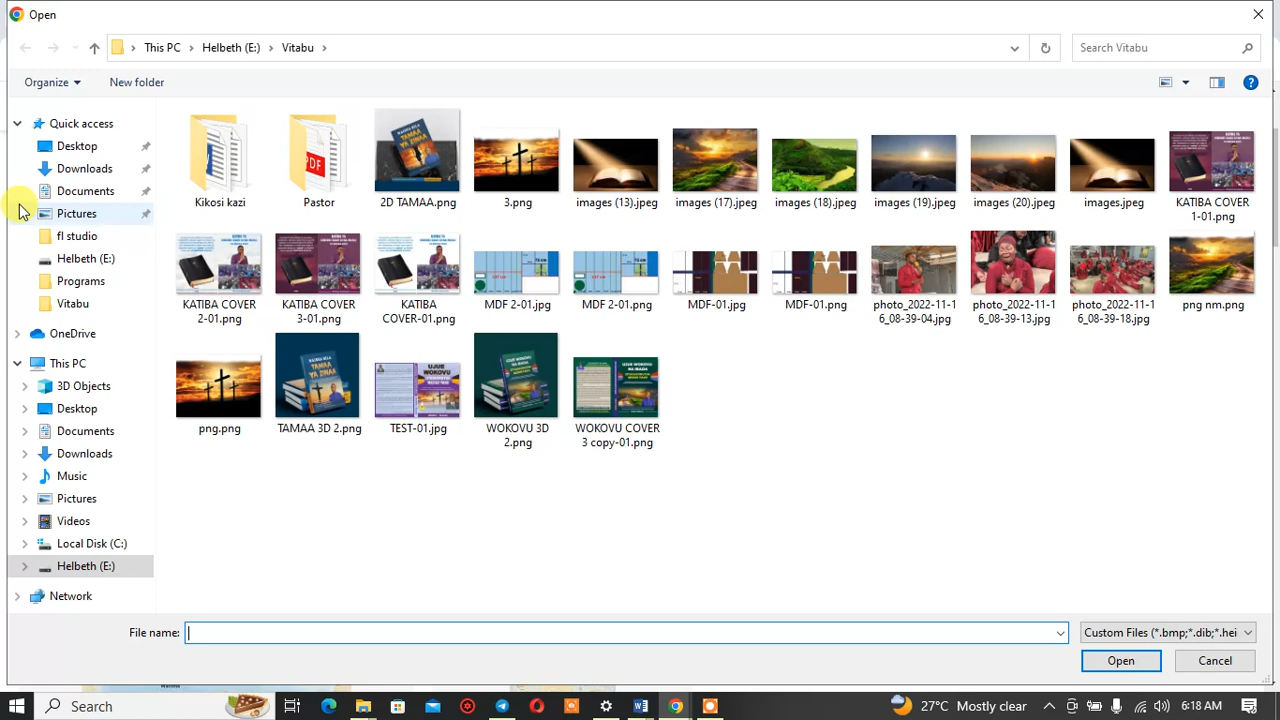 Open
This PC
Helbeth (E:)
Vitabu
Search Vitabu
Organize
New folder
Quick access
Desktop
Downloads
Documents
Pictures
fl studio
Helbeth (E:)
Programs
Vitabu
OneDrive
This PC
3D Objects
Desktop
Documents
Downloads
Music
Pictures
Videos
Local Disk (C:)
Helbeth (E:)
Network
Kikosi kazi
PDF
Pastor
2D TAMAA.png
3.png
images (13).jpeg
images (17).jpeg
images (18).jpeg
images (19).jpeg
images (20).jpeg
images.jpeg
KATIBA COVER
1-01.png
KATIBA COVER
2-01.png
KATIBA COVER
3-01.png
KATIBA
COVER-01.png
MDF 2-01.jpg
MDF 2-01.png
MDF-01.jpg
MDF-01.png
photo_2022-11-1
6_08-39-04.jpg
photo_2022-11-1
6_08-39-13.jpg
photo_2022-11-1
6_08-39-18.jpg
png nm.png
png.png
TAMAA 3D 2.png
TEST-01.jpg
WOKOVU 3D
2.png
WOKOVU COVER
3 copy-01.png
File name:
Custom Files (*.bmp;*.dib;*.hei
Open
Cancel
Search
27°C Mostly clear
6:18 AM